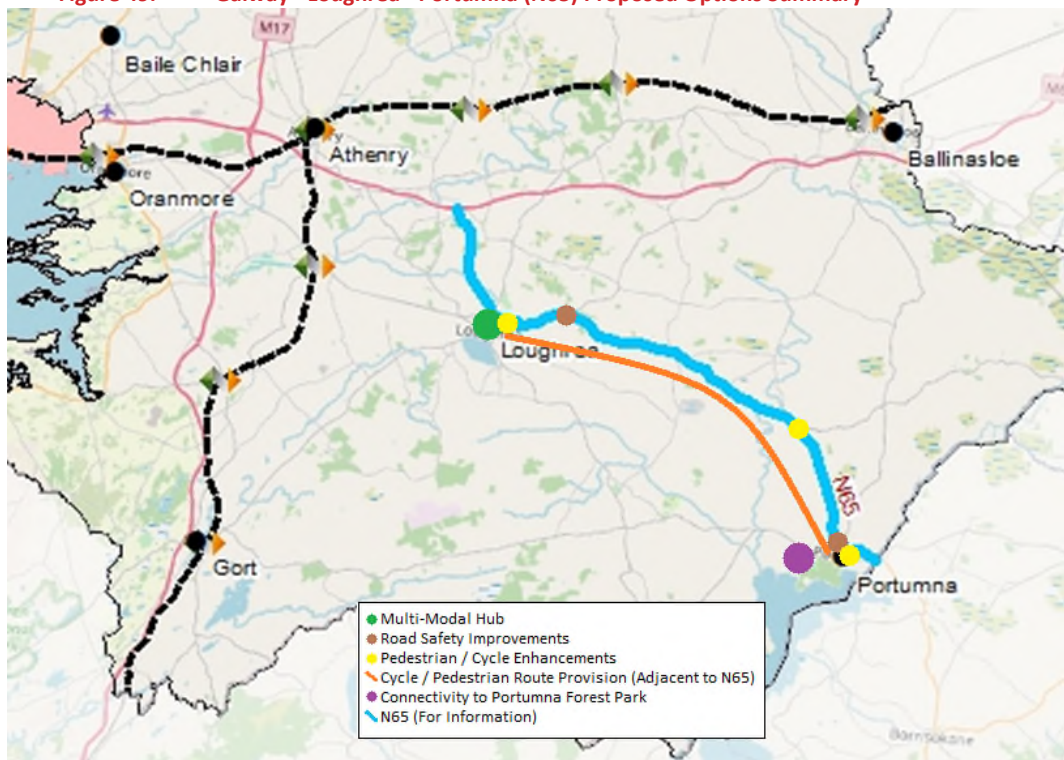 M17
Baile Chlair
Athenry
Ballinasloe
Oranmore
Loughrea
N65
Gort
Portumna
Multi-Modal Hub
Road Safety Improvements
Pedestrian / Cycle Enhancements
Cycle / Pedestrian Route Provision (Adjacent to N65)
Connectivity to Portumna Forest Park
N65 (For Information)